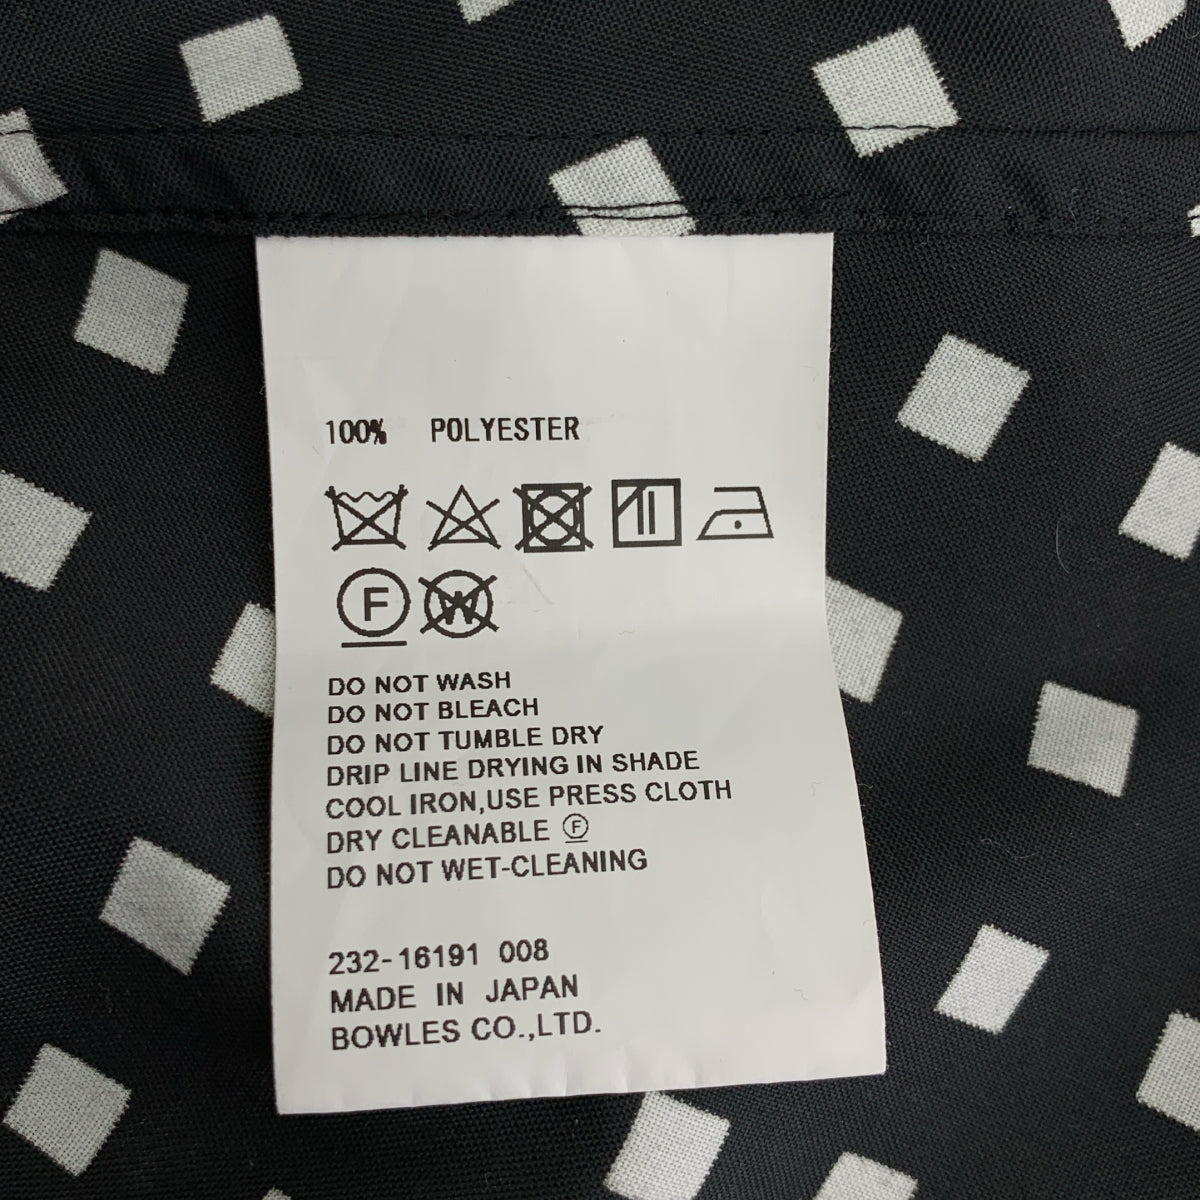 100% POLYESTER
F W
DO NOT WASH
DO NOT BLEACH
DO NOT TUMBLE DRY
DRIP LINE DRYING IN SHADE
COOL IRON,USE PRESS CLOTH
DRY CLEANABLE Ⓕ
DO NOT WET-CLEANING
232-16191 008
MADE IN JAPAN
BOWLES CO.,LTD.